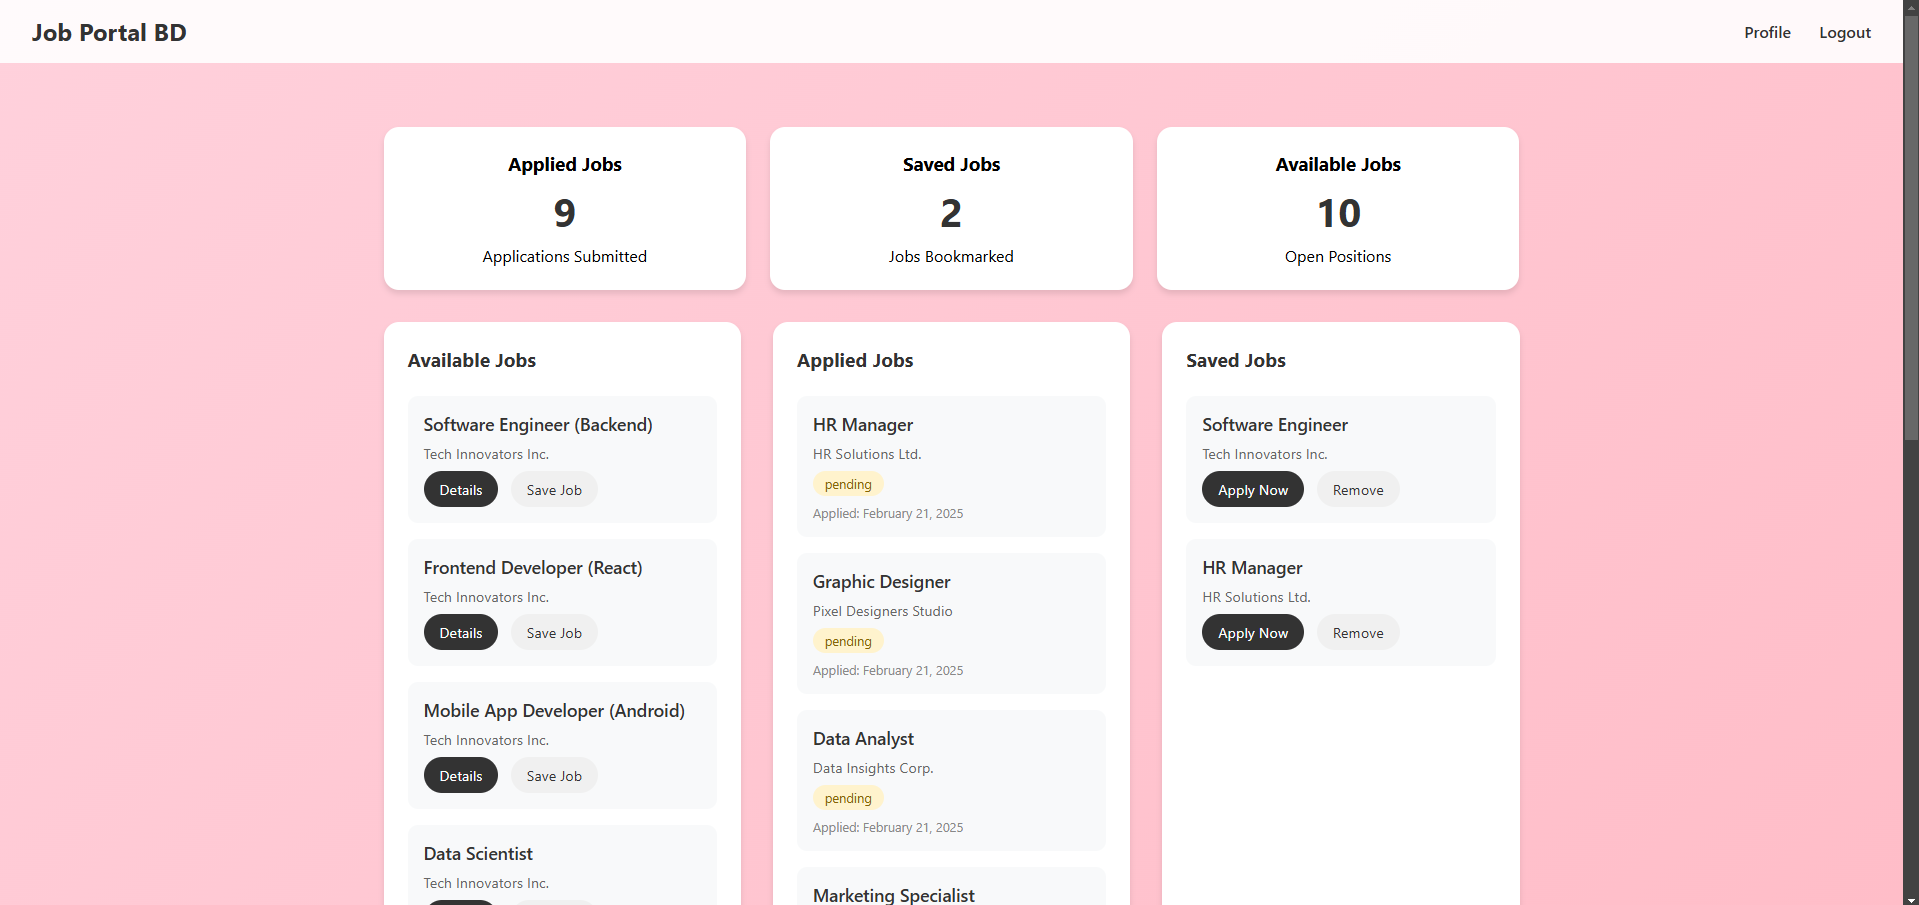 Job Portal BD
Profile
Logout
Applied Jobs
9
Applications Submitted
Saved Jobs
2
Jobs Bookmarked
Available Jobs
10
Open Positions
Available Jobs
Software Engineer (Backend)
Tech Innovators Inc.
Details
Save Job
Frontend Developer (React)
Tech Innovators Inc.
Details
Save Job
Mobile App Developer (Android)
Tech Innovators Inc.
Details
Save Job
Data Scientist
Tech Innovators Inc.
Applied Jobs
HR Manager
HR Solutions Ltd.
pending
Applied: February 21, 2025
Graphic Designer
Pixel Designers Studio
pending
Applied: February 21, 2025
Data Analyst
Data Insights Corp.
pending
Applied: February 21, 2025
Marketing Specialist
Saved Jobs
Software Engineer
Tech Innovators Inc.
Apply Now
Remove
HR Manager
HR Solutions Ltd.
Apply Now
Remove